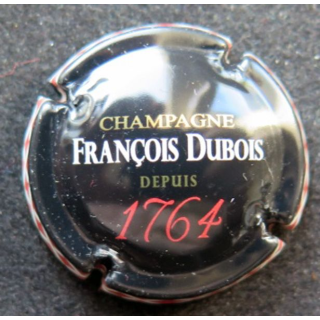 CHAMPAGNE
FRANÇOIS DUBOIS
DEPUIS
1764